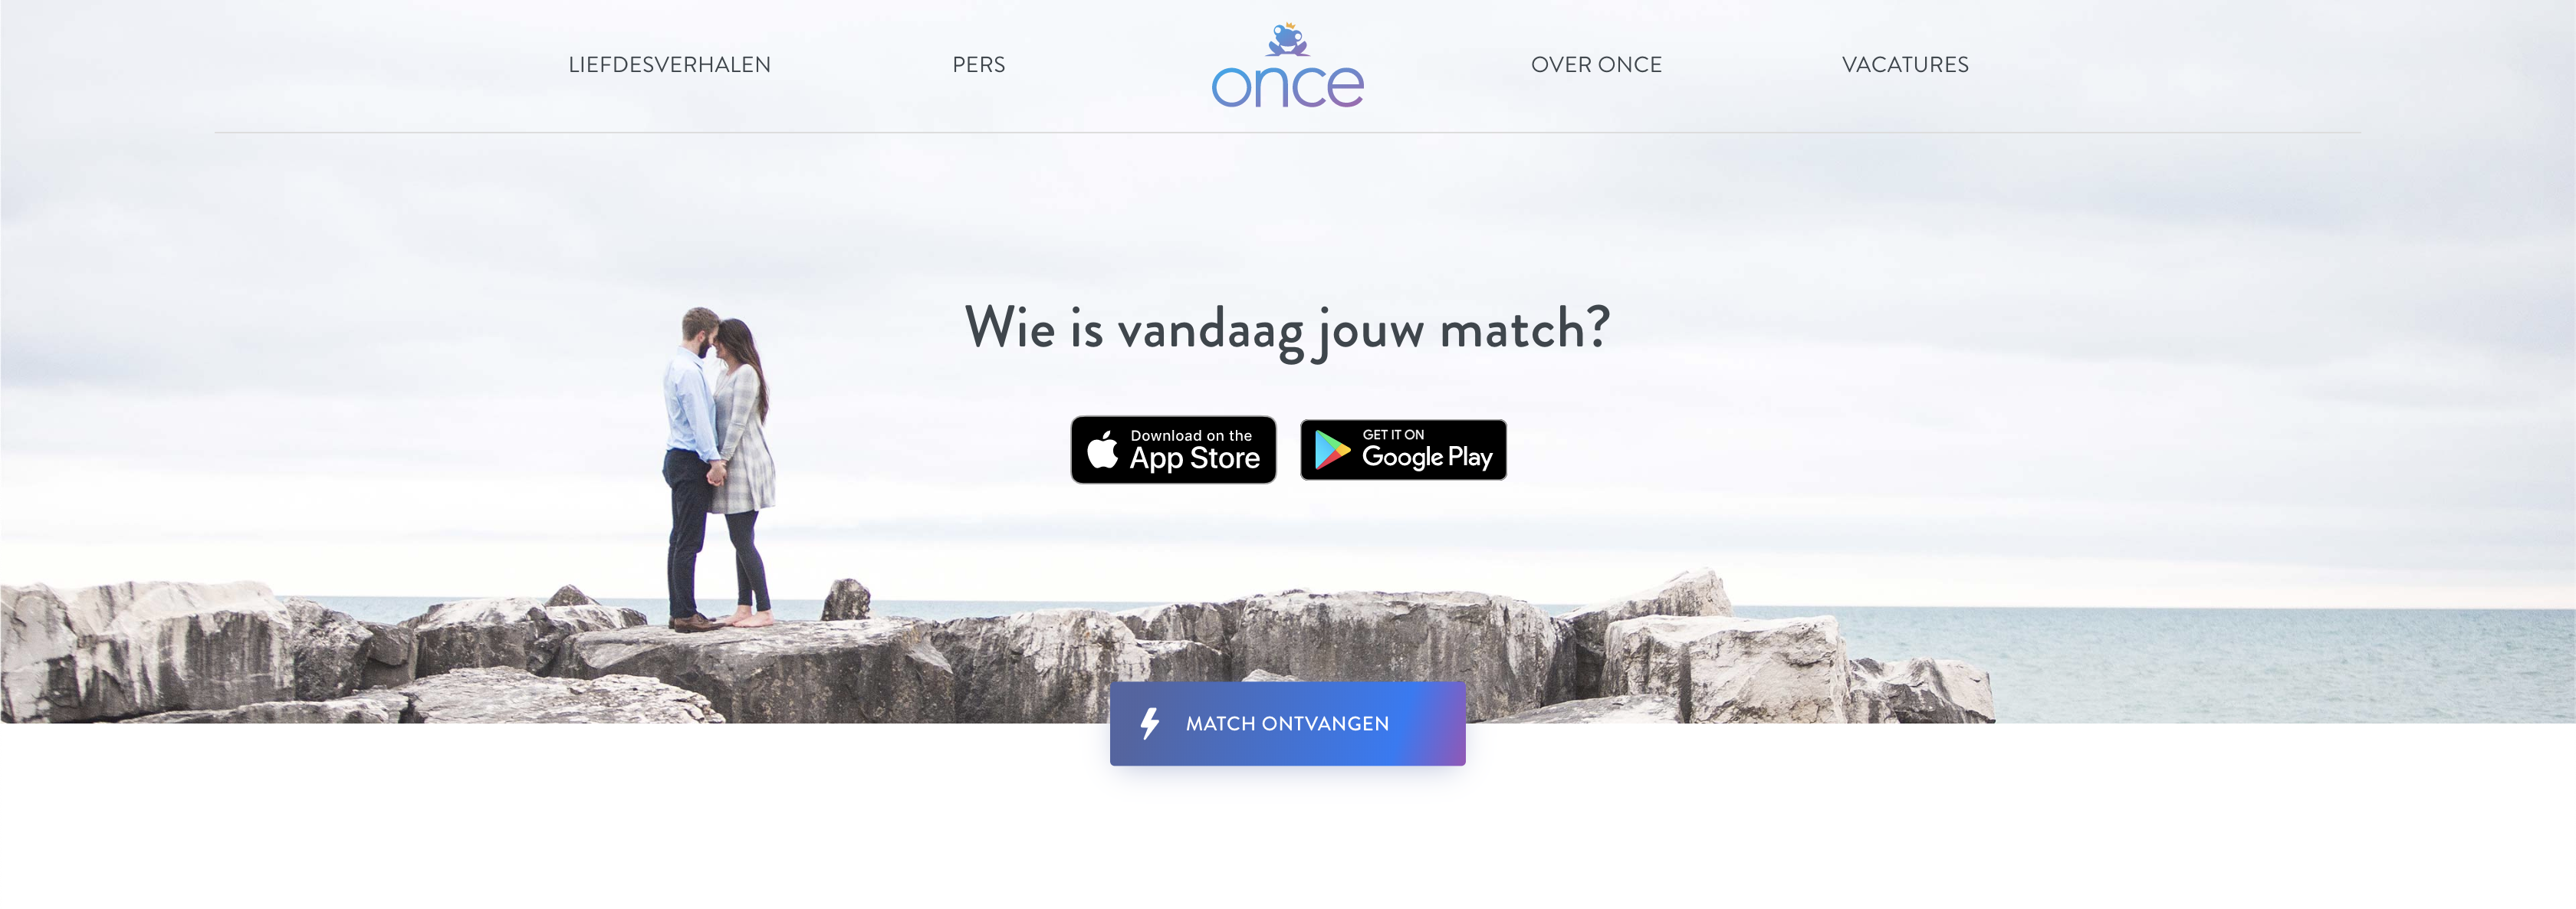 LIEFDESVERHALEN
PERS
once
OVER ONCE
VACATURES
Wie is vandaag jouw match?
Download on the
App Store
GET IT ON
Google Play
MATCH ONTVANGEN